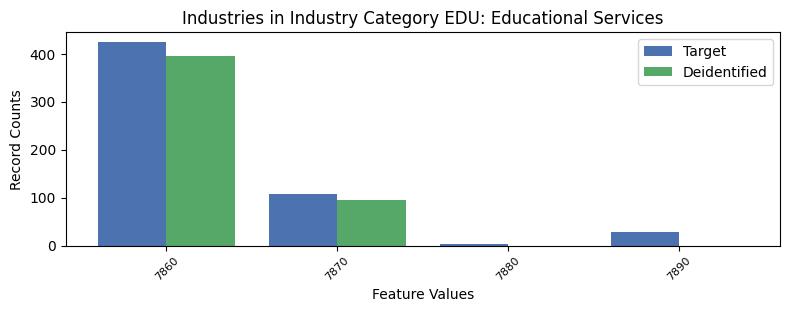 Industries in Industry Category EDU: Educational Services
Target
Deidentified
Record Counts
400
300
200
100
0
7860
7870
7880
7890
Feature Values